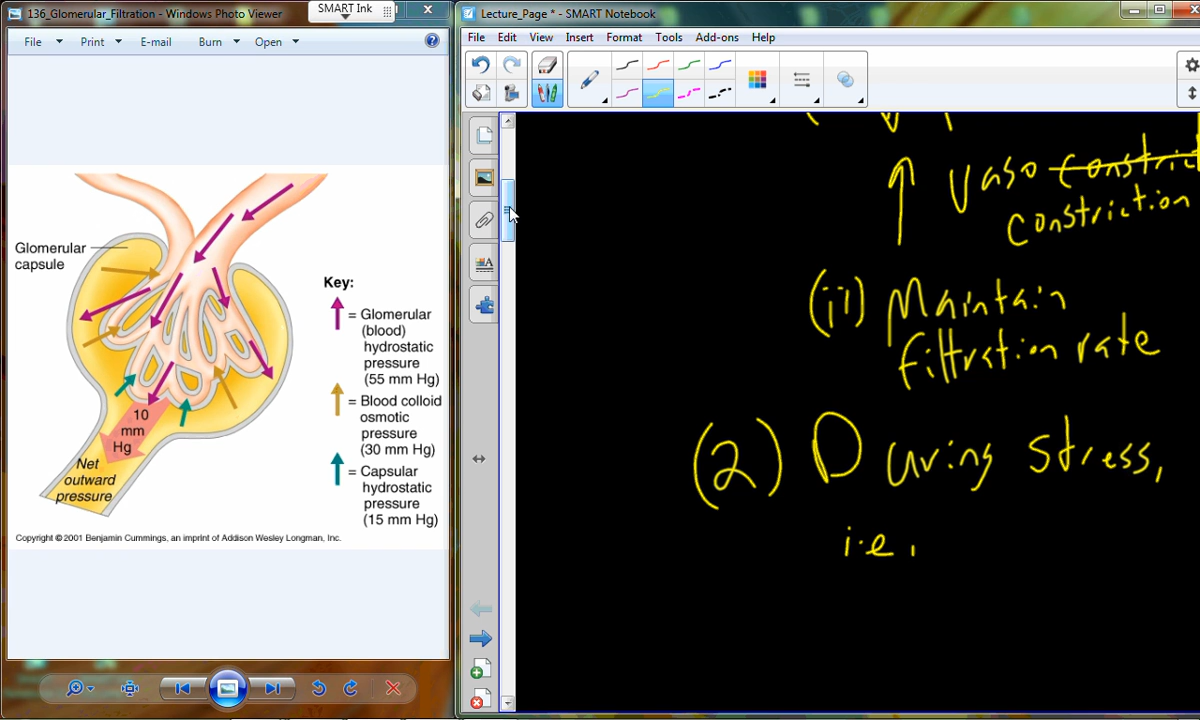 136_Glomerular_Filtration - Windows Photo Viewer
SMART Ink
File Print E-mail Burn Open
Glomerular
capsule
10
mm
Hg
Net
outward
pressure
Key:
= Glomerular
(blood)
hydrostatic
pressure
(55 mm Hg)
= Blood colloid
osmotic
pressure
(30 mm Hg)
= Capsular
hydrostatic
pressure
(15 mm Hg)
Copyright © 2001 Benjamin Cummings, an imprint of Addison Wesley Longman, Inc.
Lecture_Page * - SMART Notebook
File Edit View Insert Format Tools Add-ons Help
↑ Vaso constrict
constriction
(ii) Maintain
filtration rate
(2) During stress,
i.e.